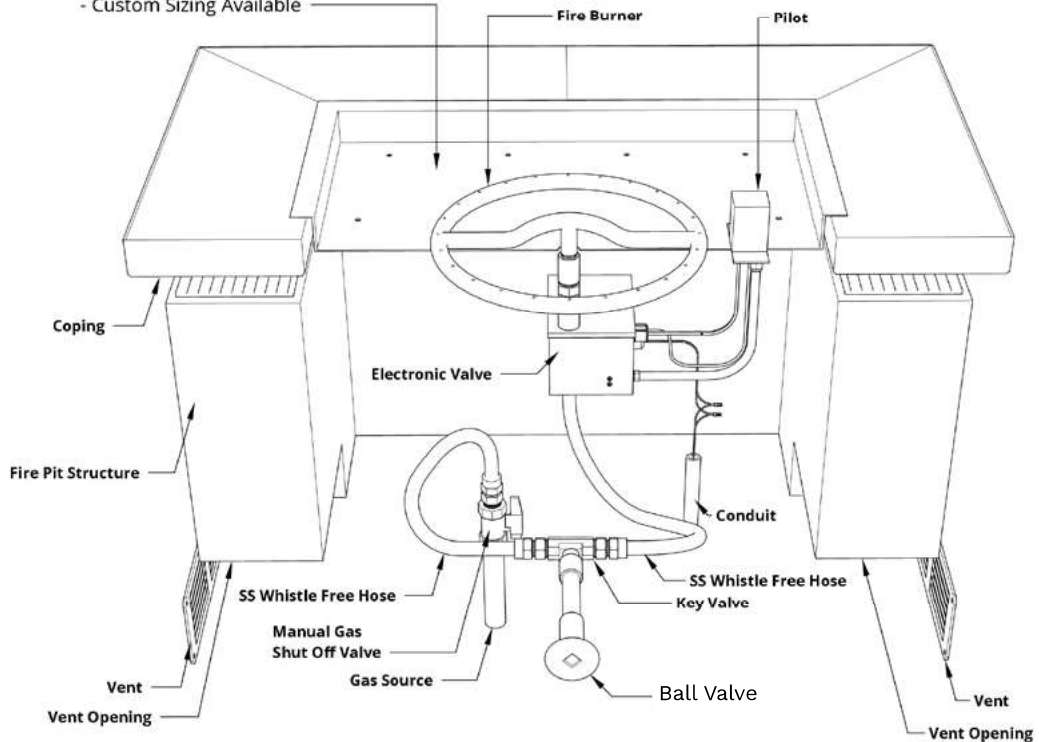 - Custom Sizing Available
Fire Burner
Pilot
Coping
Electronic Valve
Fire Pit Structure
Conduit
SS Whistle Free Hose
SS Whistle Free Hose
Key Valve
Manual Gas
Shut Off Valve
Gas Source
Ball Valve
Vent
Vent
Vent Opening
Vent Opening